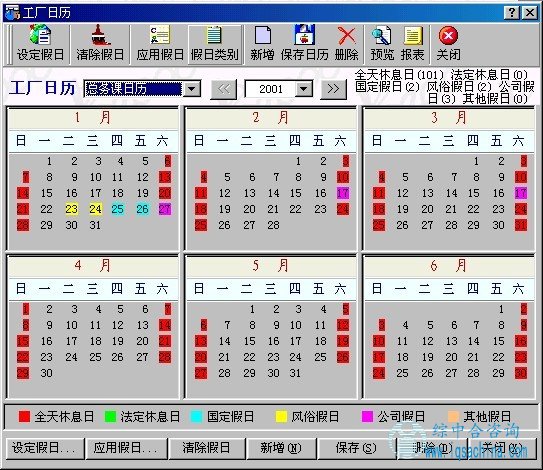 工厂日历
设定假日 清除假日 应用假日 假日类别 新增 保存日历 删除 预览 报表 关闭
工厂日历 总务课日历 << 2001 >>
全天休息日(101) 法定休息日(0)
国定假日(2) 风俗假日(2) 公司假
日(3) 其他假日(0)
1 月 2 月 3 月
日 一 二 三 四 五 六 日 一 二 三 四 五 六 日 一 二 三 四 五 六
1 2 3 4 5 6 1 2 3 1 2 3
7 8 9 10 11 12 13 4 5 6 7 8 9 10 4 5 6 7 8 9 10
14 15 16 17 18 19 20 11 12 13 14 15 16 17 11 12 13 14 15 16 17
21 22 23 24 25 26 27 18 19 20 21 22 23 24 18 19 20 21 22 23 24
28 29 30 31 25 26 27 28 25 26 27 28 29 30 31
4 月 5 月 6 月
日 一 二 三 四 五 六 日 一 二 三 四 五 六 日 一 二 三 四 五 六
1 2 3 4 5 6 7 1 2 3 4 5 1 2
8 9 10 11 12 13 14 6 7 8 9 10 11 12 3 4 5 6 7 8 9
15 16 17 18 19 20 21 13 14 15 16 17 18 19 10 11 12 13 14 15 16
22 23 24 25 26 27 28 20 21 22 23 24 25 26 17 18 19 20 21 22 23
29 30 27 28 29 30 31 24 25 26 27 28 29 30
全天休息日 法定休息日 国定假日 风俗假日 公司假日 其他假日
综中合咨询
设定假日... 应用假日... 清除假日 新增(N) 保存(S) 删除(D) 关闭(X)